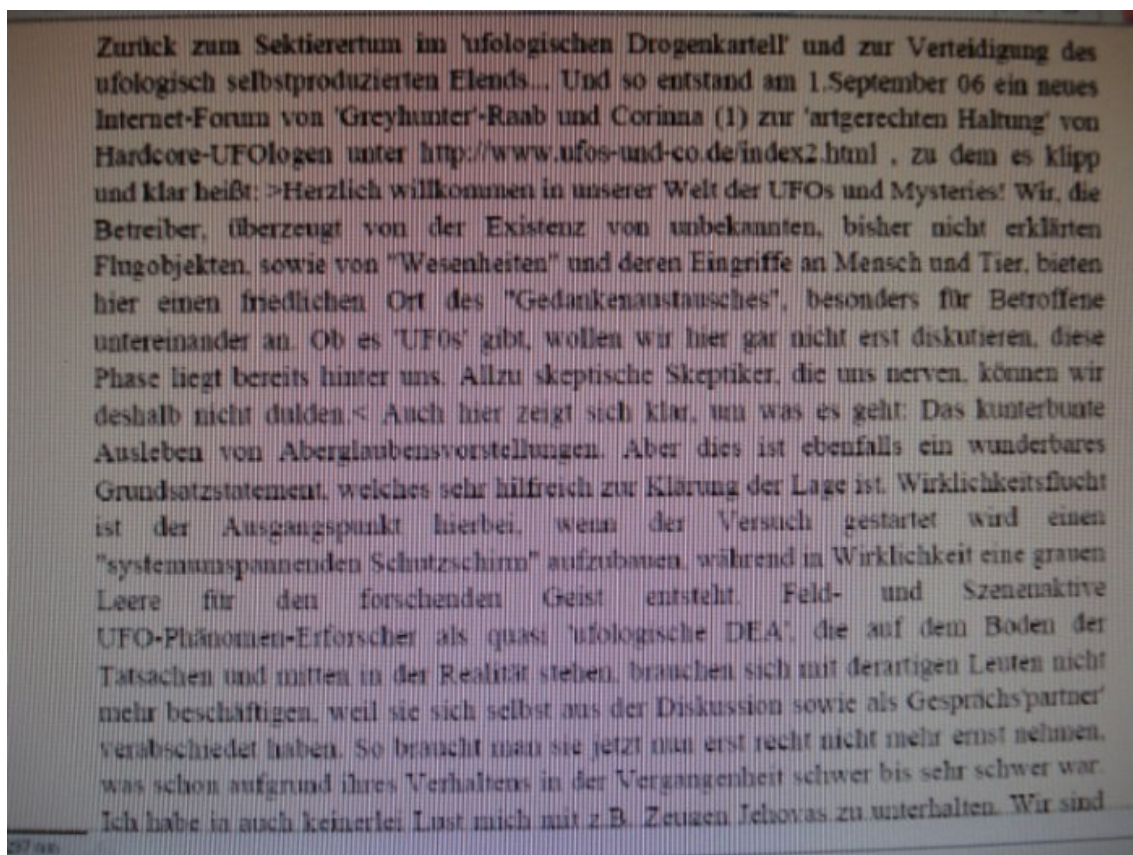 Zurück zum Sektierertum im 'ufologischen Drogenkartell' und zur Verteidigung des
ufologisch selbstproduzierten Elends... Und so entstand am 1.September 06 ein neues
Internet-Forum von 'Greyhunter'-Raab und Corinna (1) zur 'artgerechten Haltung' von
Hardcore-UFOlogen unter http://www.ufos-und-co.de/index2.html , zu dem es klipp
und klar heißt: >Herzlich willkommen in unserer Welt der UFOs und Mysteries! Wir, die
Betreiber, überzeugt von der Existenz von unbekannten, bisher nicht erklärten
Flugobjekten, sowie von "Wesenheiten" und deren Eingriffe an Mensch und Tier, bieten
hier einen friedlichen Ort des "Gedankenaustausches", besonders für Betroffene
untereinander an. Ob es 'UF0s' gibt, wollen wir hier gar nicht erst diskutieren, diese
Phase liegt bereits hinter uns. Allzu skeptische Skeptiker, die uns nerven, können wir
deshalb nicht dulden.< Auch hier zeigt sich klar, um was es geht: Das kunterbunte
Ausleben von Aberglaubensvorstellungen. Aber dies ist ebenfalls ein wunderbares
Grundsatzstatement, welches sehr hilfreich zur Klärung der Lage ist. Wirklichkeitsflucht
ist der Ausgangspunkt hierbei, wenn der Versuch gestartet wird einen
"systemumspannenden Schutzschirm" aufzubauen, während in Wirklichkeit eine grauen
Leere für den forschenden Geist entsteht. Feld- und Szenenaktive
UFO-Phänomen-Erforscher als quasi 'ufologische DEA', die auf dem Boden der
Tatsachen und mitten in der Realität stehen, brauchen sich mit derartigen Leuten nicht
mehr beschäftigen, weil sie sich selbst aus der Diskussion sowie als Gesprächs'partner'
verabschiedet haben. So braucht man sie jetzt nun erst recht nicht mehr ernst nehmen,
was schon aufgrund ihres Verhaltens in der Vergangenheit schwer bis sehr schwer war.
Ich habe ja auch keinerlei Lust mich mit z.B. Zeugen Jehovas zu unterhalten. Wir sind